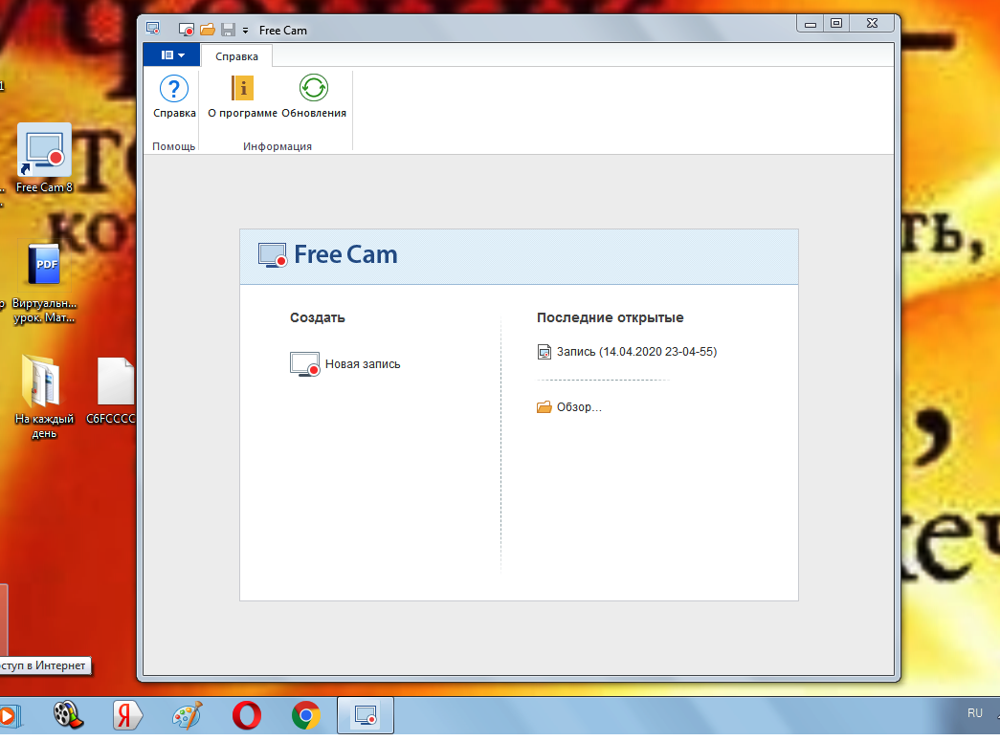 Free Cam
Справка
Справка
О программе
Обновления
Помощь
Информация
Free Cam
Создать
Новая запись
Последние открытые
Запись (14.04.2020 23-04-55)
Обзор...
Free Cam 8
PDF
Виртуальн...
урок. Мат...
На каждый
день
ступ в Интернет
Я
RU